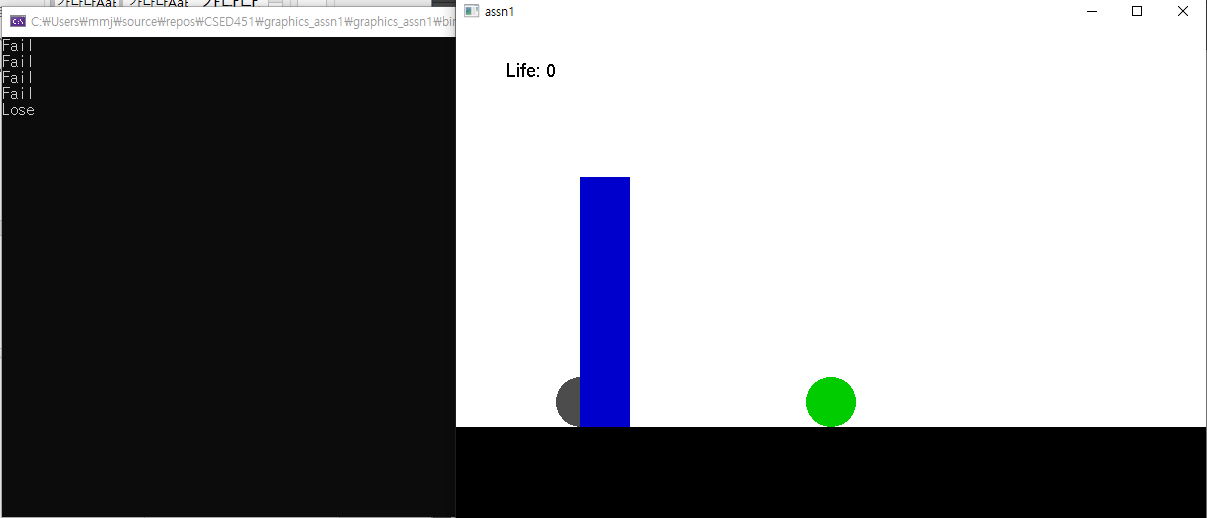 C:\Users\mmj\source\repos\CSED451\graphics_assn1\graphics_assn1\bin
Fail
Fail
Fail
Fail
Lose
assn1
Life: 0